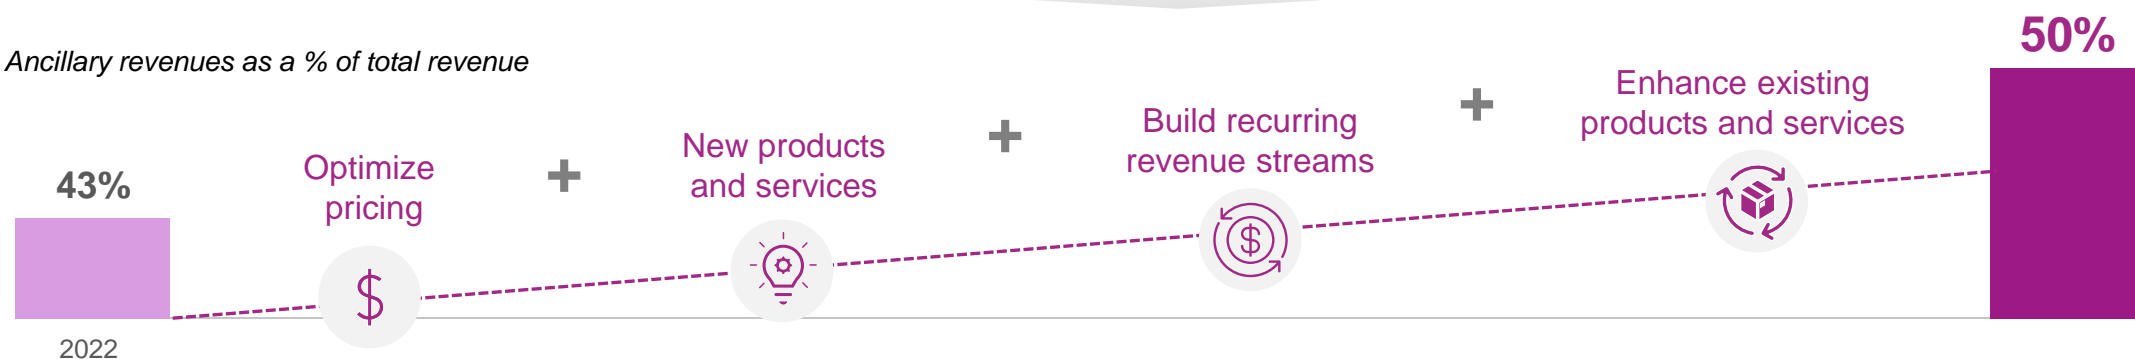 Ancillary revenues as a % of total revenue
43%
2022
Optimize
pricing
+
New products
and services
+
Build recurring
revenue streams
+
Enhance existing
products and services
50%